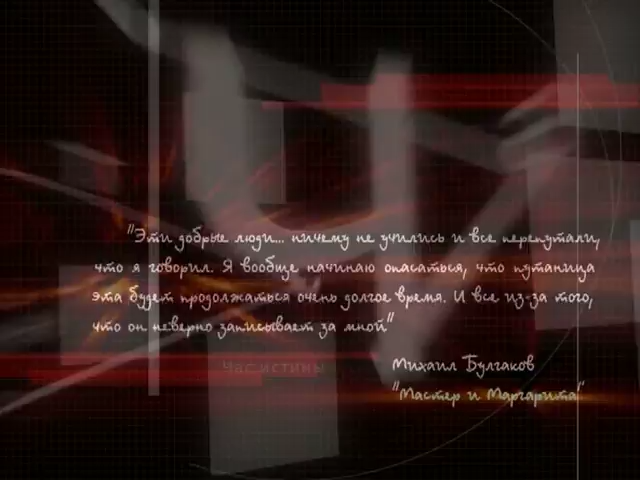 "Эти добрые люди... ничему не учились и все перепутали,
что я говорил. Я вообще начинаю опасаться, что путаница
эта будет продолжаться очень долгое время. И все из-за того,
что он неверно записывает за мной"
Час истины
Михаил Булгаков
"Мастер и Маргарита"